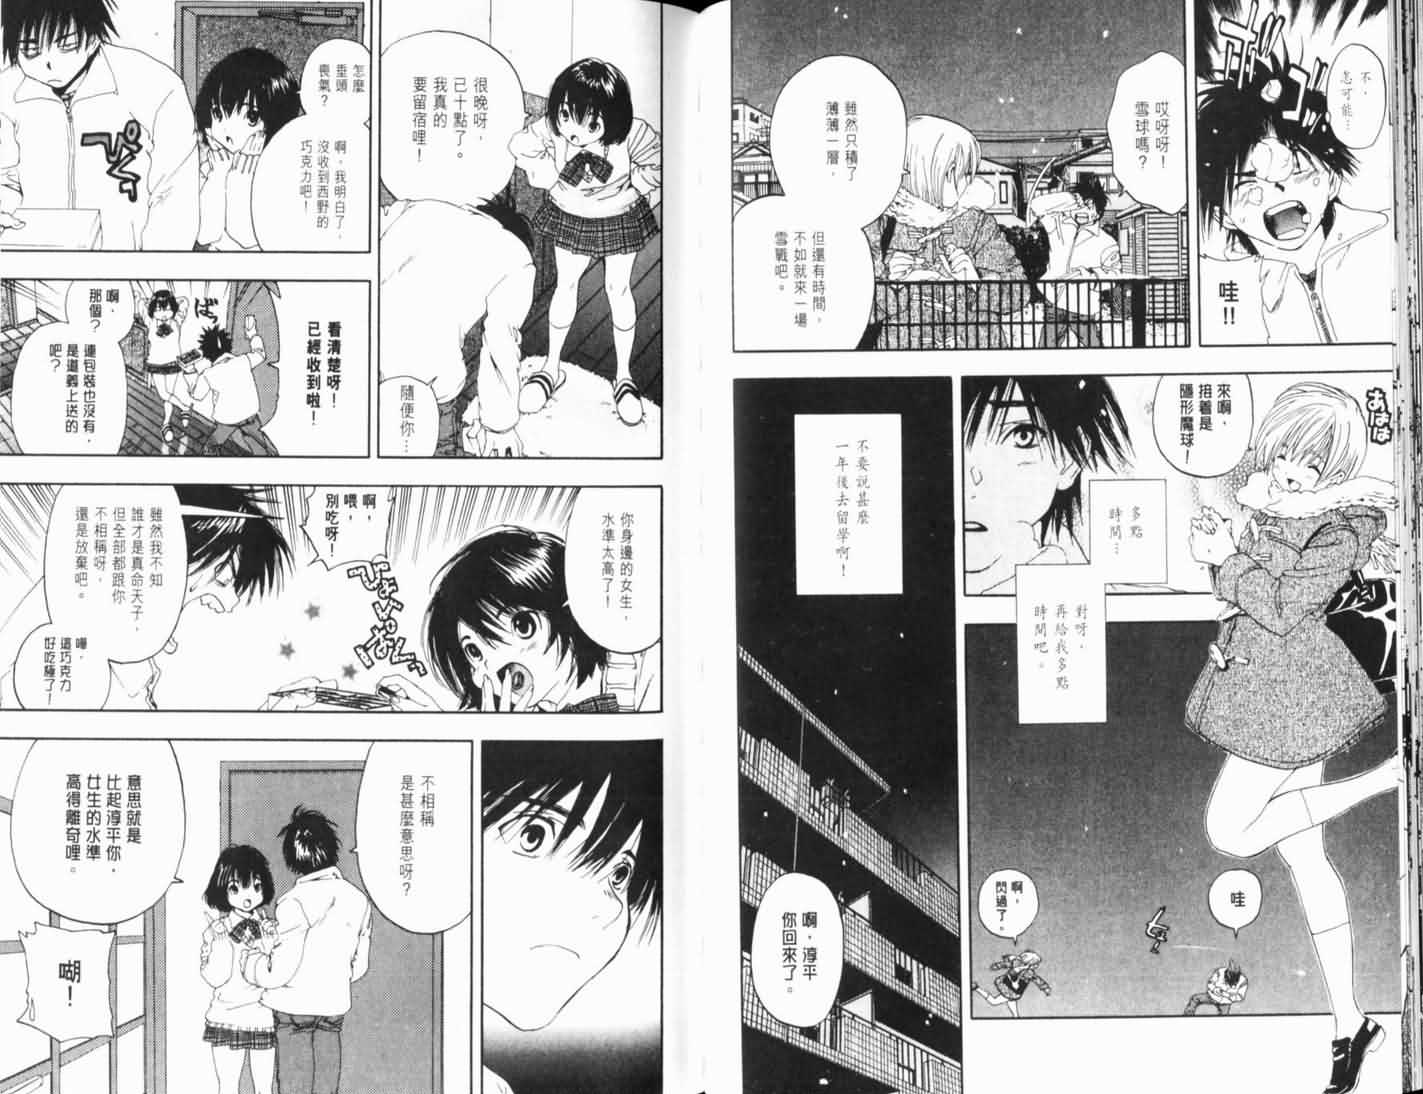 不,
怎可能…
哇!!
哎呀呀!
雪球嗎?
雖然只積了
薄薄一層,
但還有時間,
不如就來一場
雪戰吧。
あはは
來啊,
接着是
隱形魔球!
多點
時間…
對呀,
再給我多點
時間吧。
哇
啊,
閃過了。
不要說甚麼
一年後去留學啊!
啊,淳平
你回來了。
很晚呀,
已十點了。
我真的
要留宿哩!
隨便你…
怎麼
垂頭
喪氣?
啊,我明白了,
沒收到西野的
巧克力吧!
看清楚呀!
已經收到啦!
ばっ
啊,
那個?
連包裝也沒有,
是道義上送的
吧?
你身邊的女生,
水準太高了!
啊,
喂,
別吃呀!
雖然我不知
誰才是真命天子,
但全部都跟你
不相稱呀,
還是放棄吧。
嘩,
這巧克力
好吃極了!
不相稱
是甚麼意思呀?
意思就是
比起淳平你,
女生的水準
高得離奇哩。
啪!